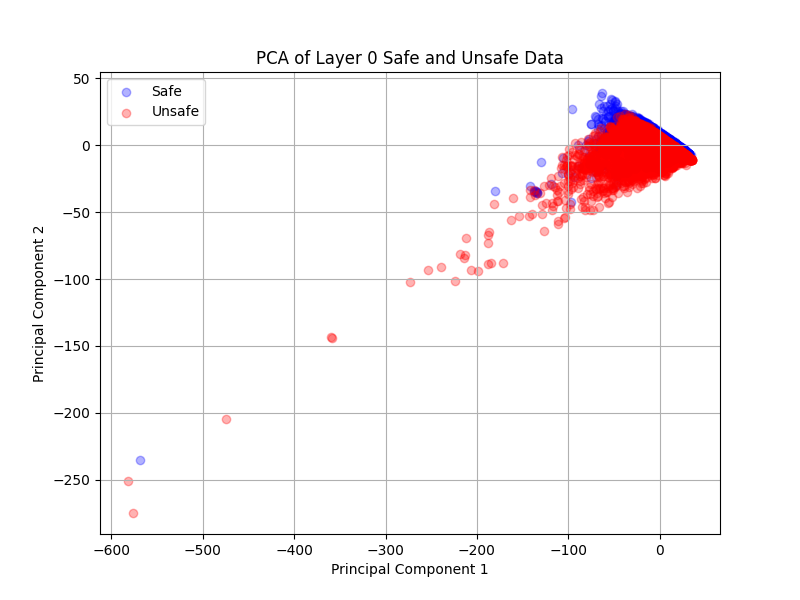 PCA of Layer 0 Safe and Unsafe Data
Safe
Unsafe
50
0
−50
−100
−150
−200
−250
Principal Component 2
−600
−500
−400
−300
−200
−100
0
Principal Component 1